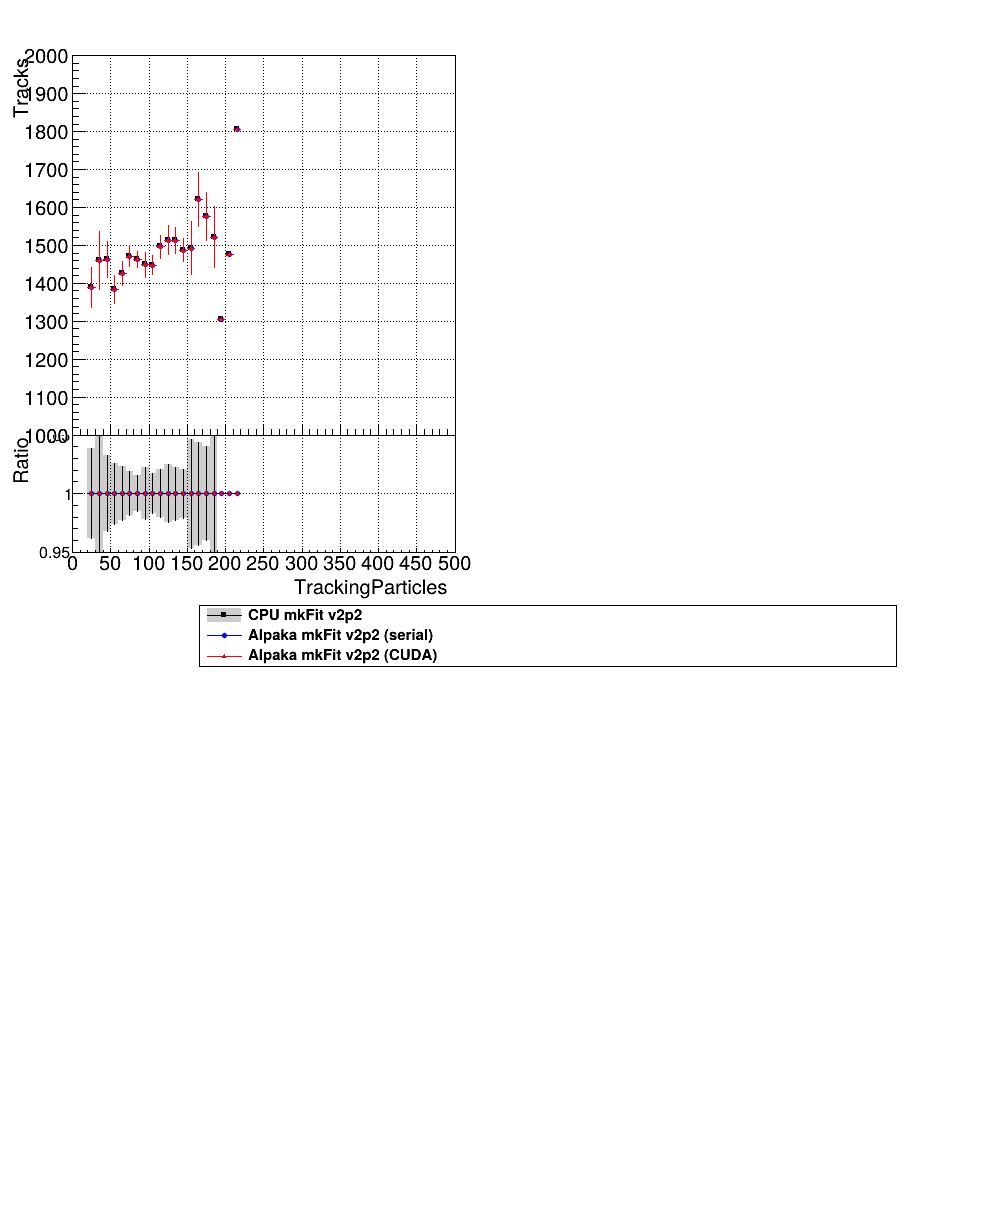 Tracks
2000
1900
1800
1700
1600
1500
1400
1300
1200
1100
1000
Ratio
1
0.95
0 50 100 150 200 250 300 350 400 450 500
TrackingParticles
CPU mkFit v2p2
Alpaka mkFit v2p2 (serial)
Alpaka mkFit v2p2 (CUDA)